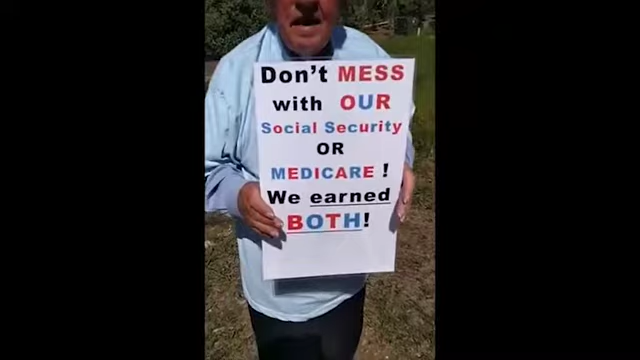 Don't MESS
with OUR
Social Security
OR
MEDICARE!
We earned
BOTH!